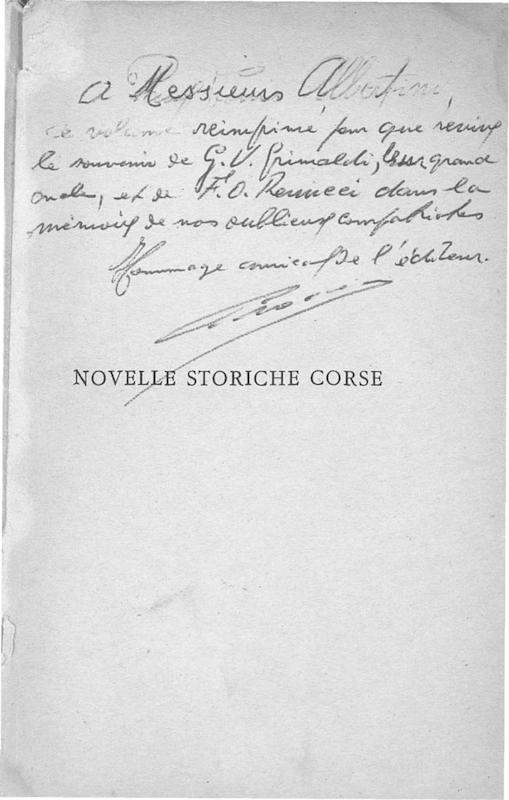 A Messieurs Albertini,
ce volume réimprimé pour que revive
le souvenir de G. V. Grimaldi, leur grand
oncle, et de F. O. Renucci dans la
mémoire de nos oublieux compatriotes
Hommage amical de l'éditeur.
NOVELLE STORICHE CORSE